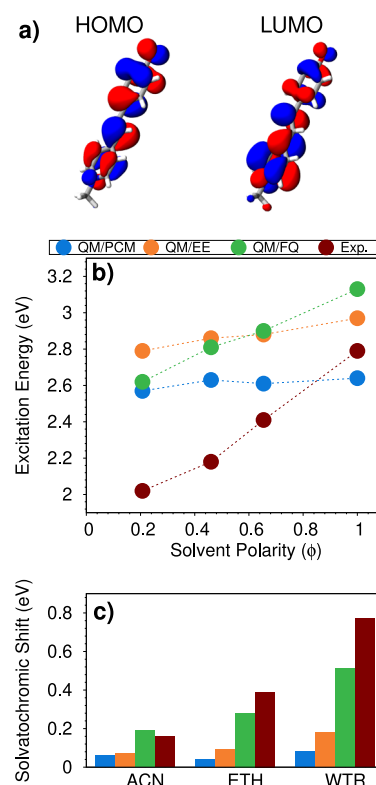 a) HOMO LUMO
QM/PCM QM/EE QM/FQ Exp.
b)
3.2
3
2.8
2.6
2.4
2.2
2
Excitation Energy (eV)
0 0.2 0.4 0.6 0.8 1
Solvent Polarity (ϕ)
c)
0.8
0.6
0.4
0.2
0
Solvatochromic Shift (eV)
ACN ETH WTR